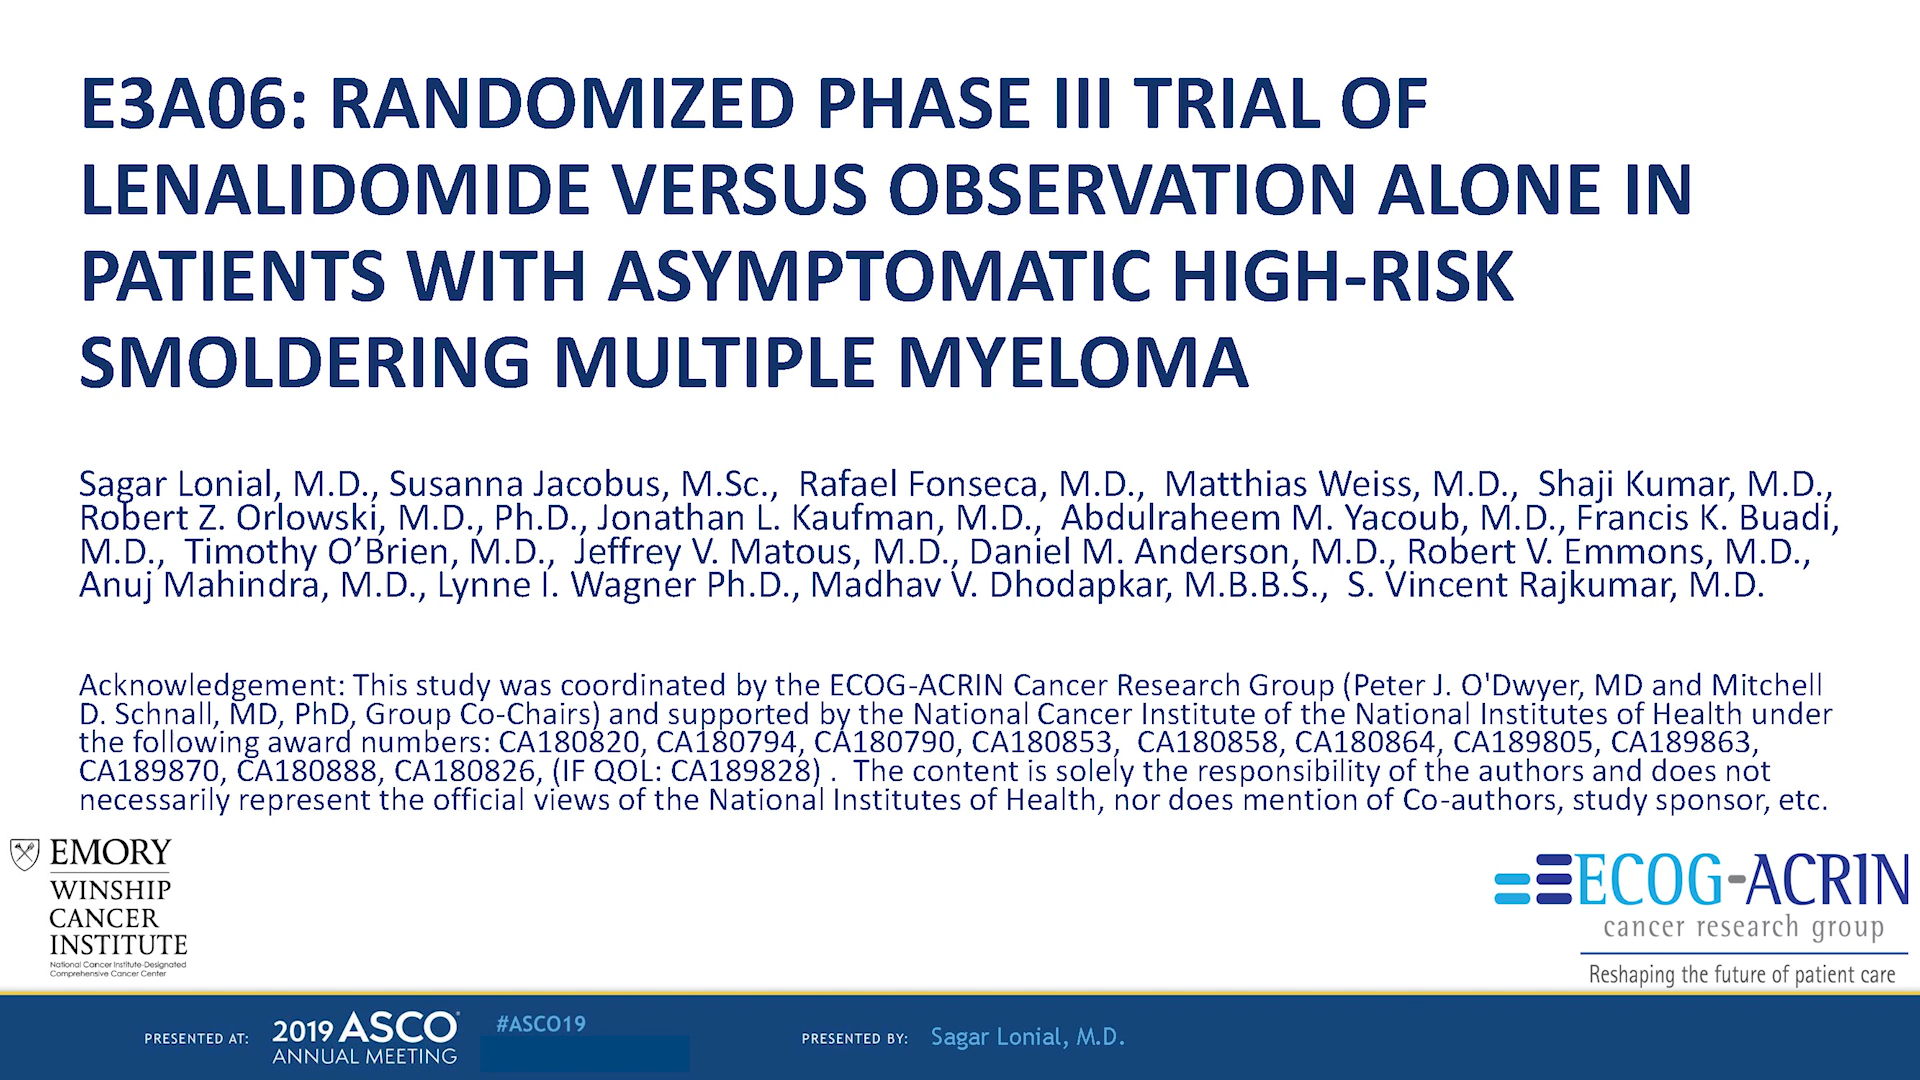 E3A06: RANDOMIZED PHASE III TRIAL OF
LENALIDOMIDE VERSUS OBSERVATION ALONE IN
PATIENTS WITH ASYMPTOMATIC HIGH-RISK
SMOLDERING MULTIPLE MYELOMA
Sagar Lonial, M.D., Susanna Jacobus, M.Sc., Rafael Fonseca, M.D., Matthias Weiss, M.D., Shaji Kumar, M.D.,
Robert Z. Orlowski, M.D., Ph.D., Jonathan L. Kaufman, M.D., Abdulraheem M. Yacoub, M.D., Francis K. Buadi,
M.D., Timothy O’Brien, M.D., Jeffrey V. Matous, M.D., Daniel M. Anderson, M.D., Robert V. Emmons, M.D.,
Anuj Mahindra, M.D., Lynne I. Wagner Ph.D., Madhav V. Dhodapkar, M.B.B.S., S. Vincent Rajkumar, M.D.
Acknowledgement: This study was coordinated by the ECOG-ACRIN Cancer Research Group (Peter J. O'Dwyer, MD and Mitchell
D. Schnall, MD, PhD, Group Co-Chairs) and supported by the National Cancer Institute of the National Institutes of Health under
the following award numbers: CA180820, CA180794, CA180790, CA180853, CA180858, CA180864, CA189805, CA189863,
CA189870, CA180888, CA180826, (IF QOL: CA189828) . The content is solely the responsibility of the authors and does not
necessarily represent the official views of the National Institutes of Health, nor does mention of Co-authors, study sponsor, etc.
EMORY
WINSHIP
CANCER
INSTITUTE
National Cancer Institute-Designated
Comprehensive Cancer Center
ECOG-ACRIN
cancer research group
Reshaping the future of patient care
PRESENTED AT:
2019 ASCO
ANNUAL MEETING
#ASCO19
PRESENTED BY:
Sagar Lonial, M.D.